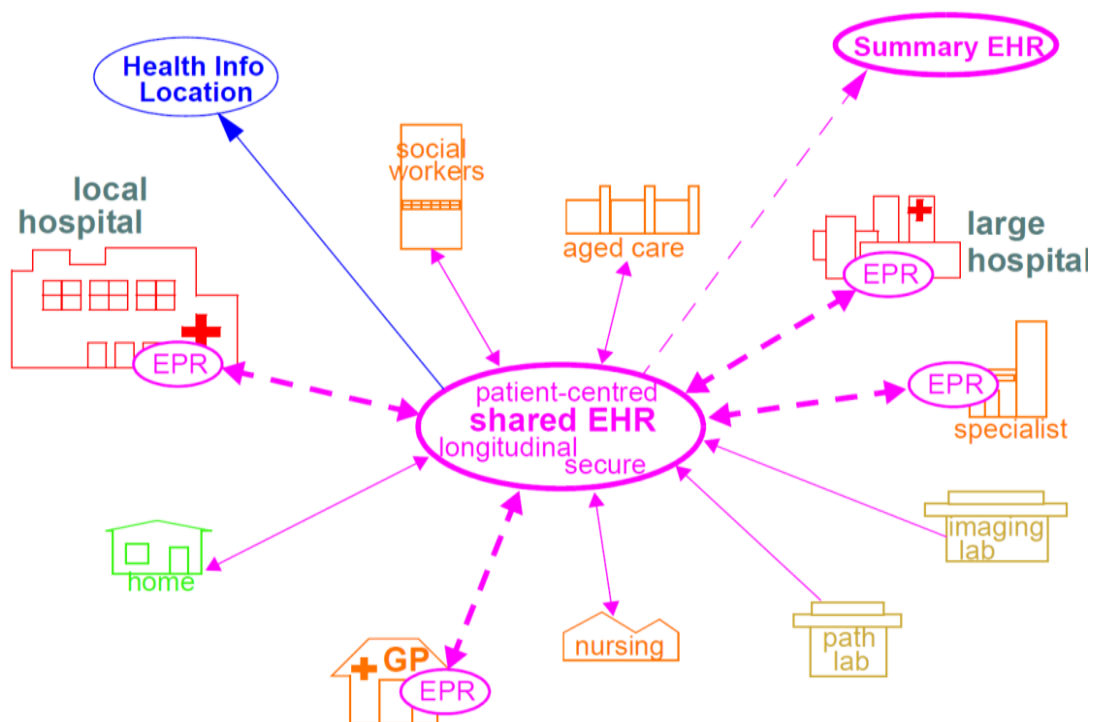 Health Info
Location
Summary EHR
social
workers
local
hospital
aged care
large
hospital
EPR
EPR
EPR
specialist
patient-centred
shared EHR
longitudinal
secure
imaging
lab
home
nursing
path
lab
GP
EPR